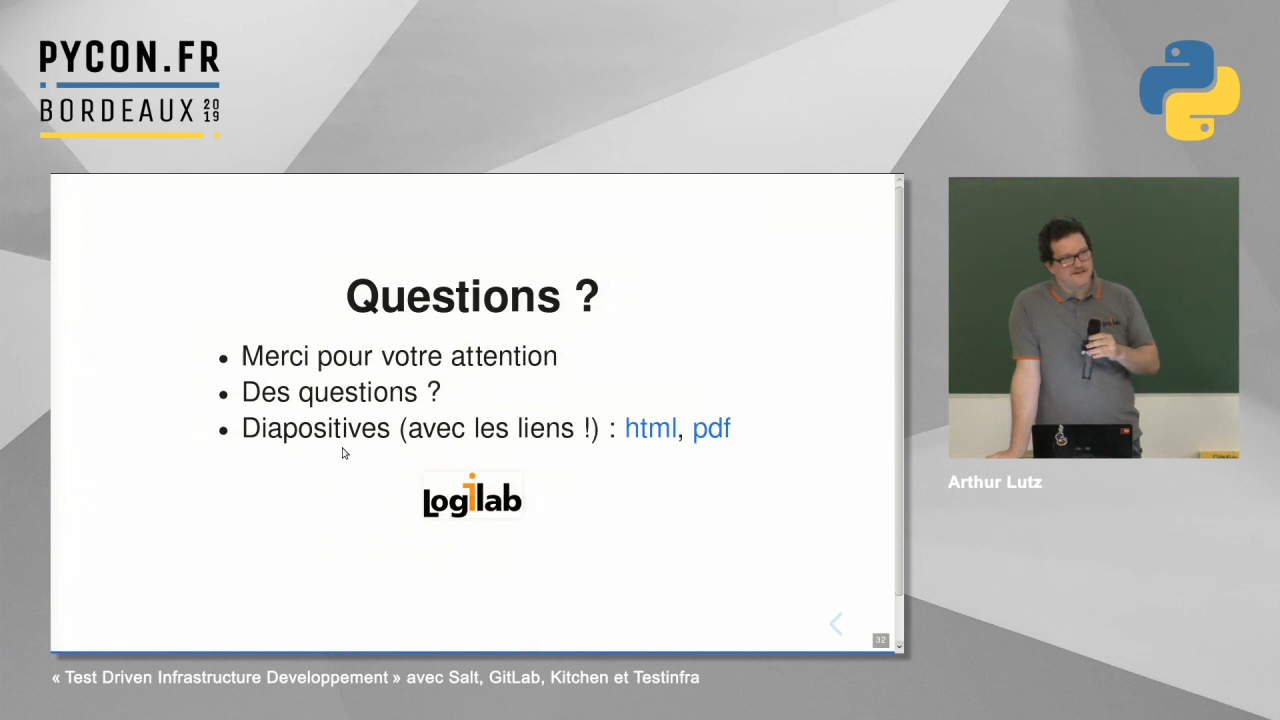 PYCON.FR
BORDEAUX 2019
Questions ?
• Merci pour votre attention
• Des questions ?
• Diapositives (avec les liens !) : html, pdf
Logilab
32
Arthur Lutz
« Test Driven Infrastructure Developpement » avec Salt, GitLab, Kitchen et Testinfra